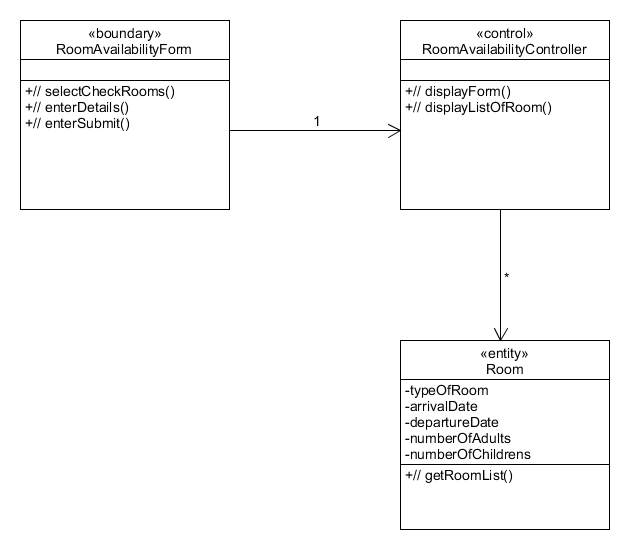 «boundary»
RoomAvailabilityForm
+// selectCheckRooms()
+// enterDetails()
+// enterSubmit()
1
«control»
RoomAvailabilityController
+// displayForm()
+// displayListOfRoom()
*
«entity»
Room
-typeOfRoom
-arrivalDate
-departureDate
-numberOfAdults
-numberOfChildrens
+// getRoomList()